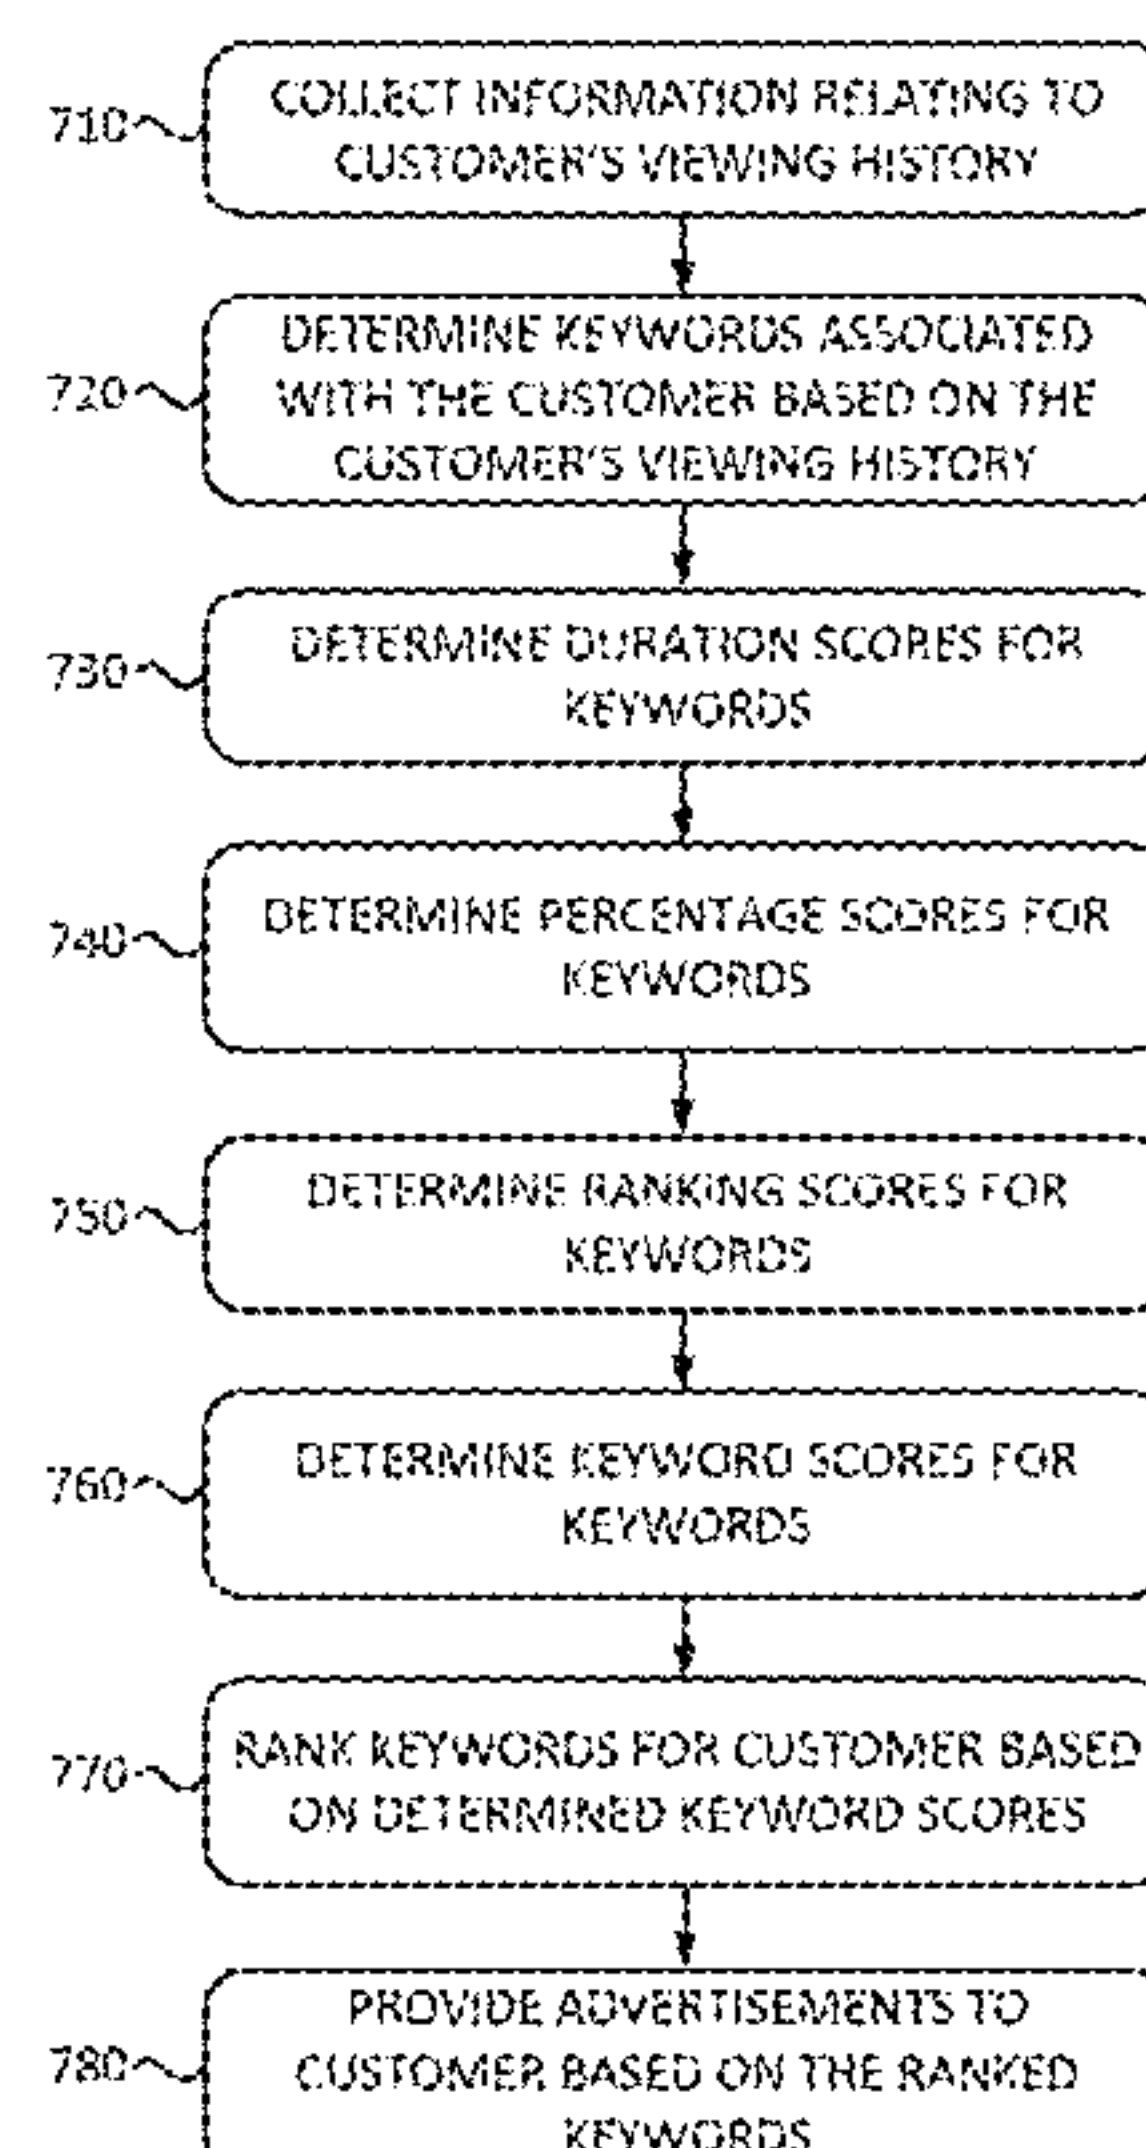 710
COLLECT INFORMATION RELATING TO
CUSTOMER'S VIEWING HISTORY
720
DETERMINE KEYWORDS ASSOCIATED
WITH THE CUSTOMER BASED ON THE
CUSTOMER'S VIEWING HISTORY
730
DETERMINE DURATION SCORES FOR
KEYWORDS
740
DETERMINE PERCENTAGE SCORES FOR
KEYWORDS
750
DETERMINE RANKING SCORES FOR
KEYWORDS
760
DETERMINE KEYWORD SCORES FOR
KEYWORDS
770
RANK KEYWORDS FOR CUSTOMER BASED
ON DETERMINED KEYWORD SCORES
780
PROVIDE ADVERTISEMENTS TO
CUSTOMER BASED ON THE RANKED
KEYWORDS